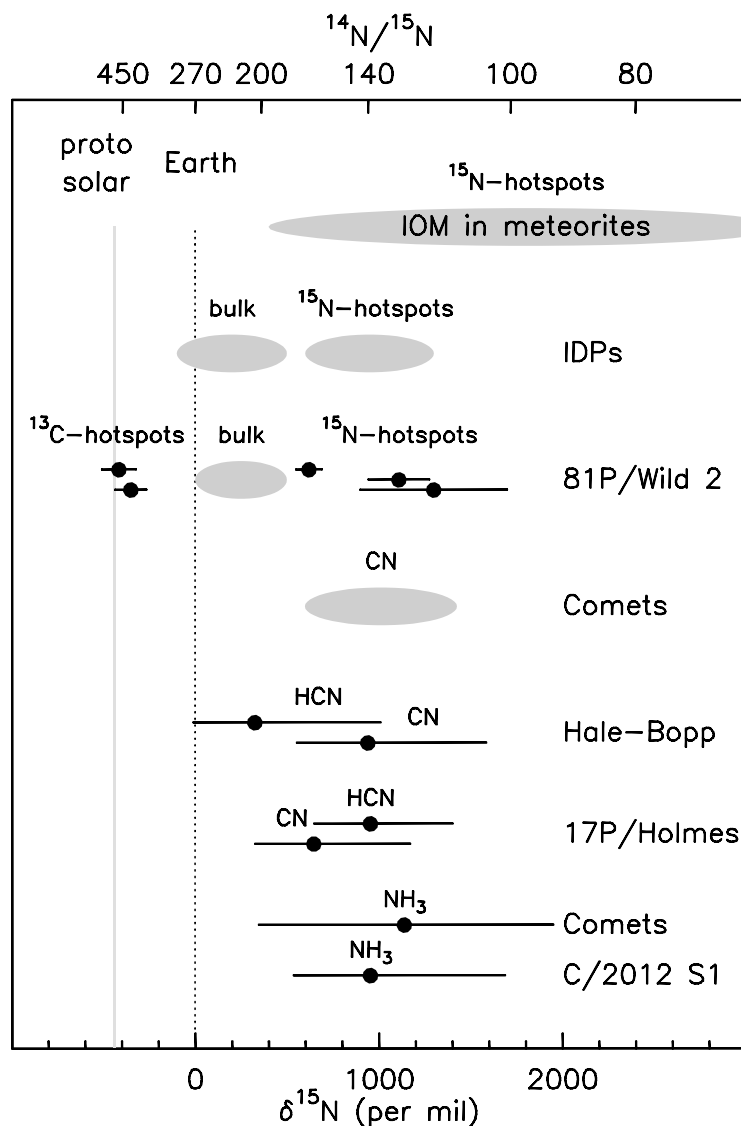 ¹⁴N/¹⁵N
450 270 200 140 100 80
proto
solar
Earth
¹⁵N-hotspots
IOM in meteorites
bulk ¹⁵N-hotspots
IDPs
¹³C-hotspots bulk ¹⁵N-hotspots
81P/Wild 2
CN
Comets
HCN
CN
Hale-Bopp
HCN
CN
17P/Holmes
NH₃
Comets
NH₃
C/2012 S1
0 1000 2000
δ¹⁵N (per mil)